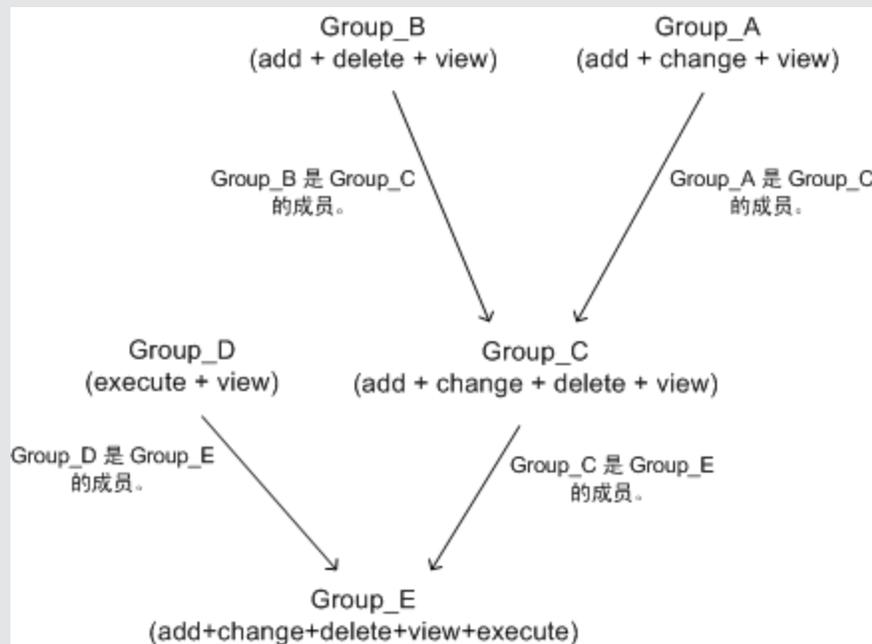 Group_B
(add + delete + view)
Group_A
(add + change + view)
Group_B 是 Group_C
的成员。
Group_A 是 Group_C
的成员。
Group_D
(execute + view)
Group_C
(add + change + delete + view)
Group_D 是 Group_E
的成员。
Group_C 是 Group_E
的成员。
Group_E
(add+change+delete+view+execute)